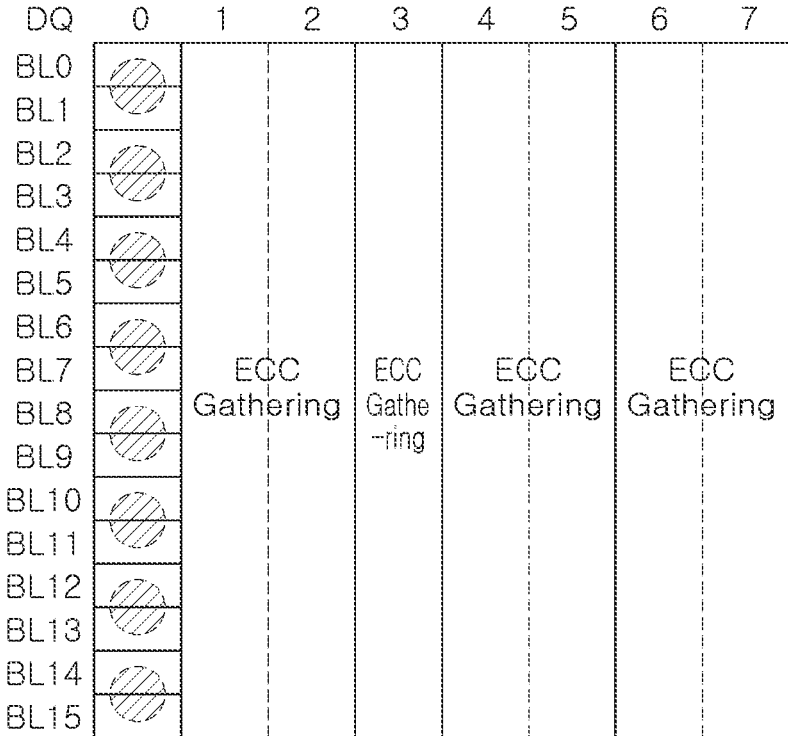 DQ 0 1 2 3 4 5 6 7
BL0
BL1
BL2
BL3
BL4
BL5
BL6
BL7
BL8
BL9
BL10
BL11
BL12
BL13
BL14
BL15
ECC
Gathering
ECC
Gathe
-ring
ECC
Gathering
ECC
Gathering